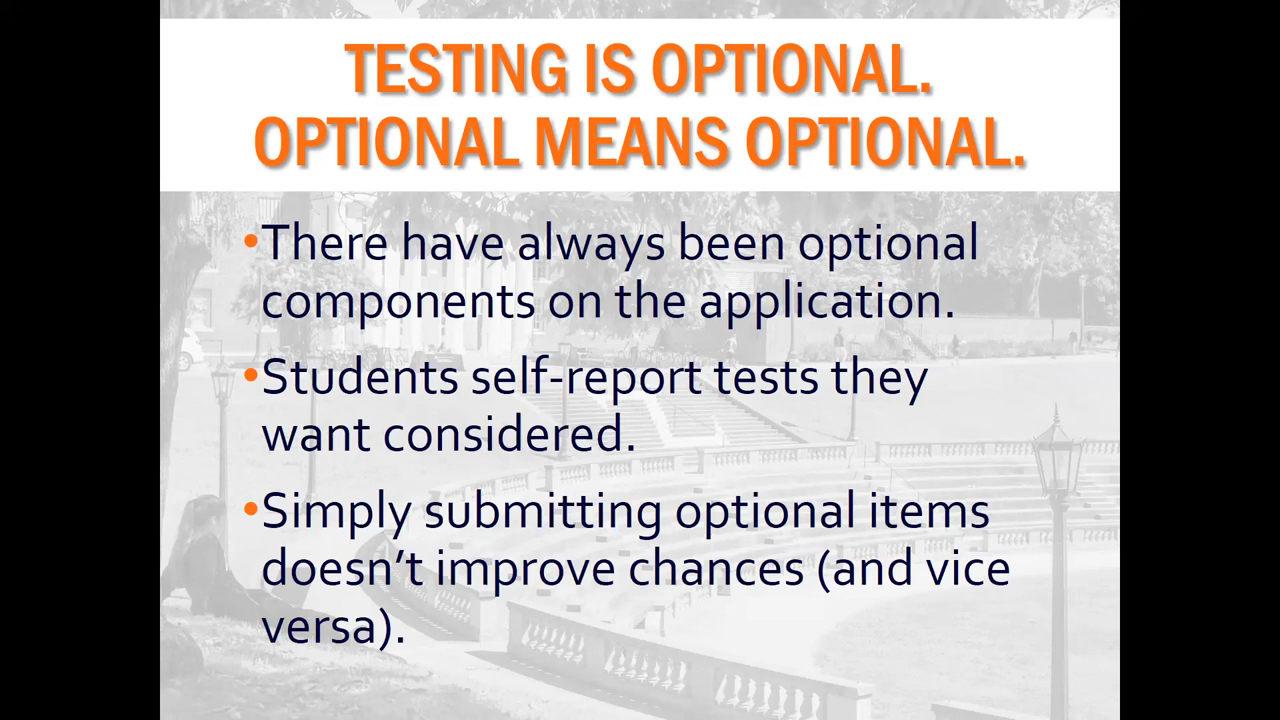 TESTING IS OPTIONAL.
OPTIONAL MEANS OPTIONAL.
•There have always been optional
components on the application.
•Students self-report tests they
want considered.
•Simply submitting optional items
doesn’t improve chances (and vice
versa).